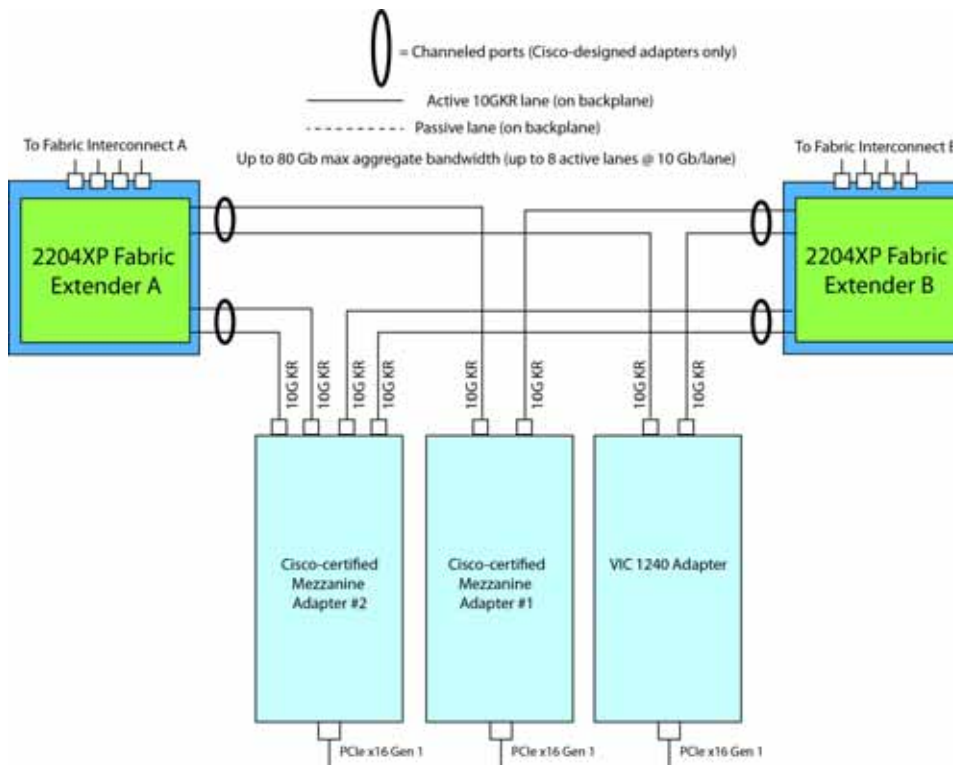 = Channeled ports (Cisco-designed adapters only)
Active 10GKR lane (on backplane)
Passive lane (on backplane)
To Fabric Interconnect A
Up to 80 Gb max aggregate bandwidth (up to 8 active lanes @ 10 Gb/lane)
To Fabric Interconnect B
2204XP Fabric
Extender A
2204XP Fabric
Extender B
10G KR
10G KR
10G KR
10G KR
10G KR
10G KR
10G KR
10G KR
Cisco-certified
Mezzanine
Adapter #2
Cisco-certified
Mezzanine
Adapter #1
VIC 1240 Adapter
PCIe x16 Gen 1
PCIe x16 Gen 1
PCIe x16 Gen 1